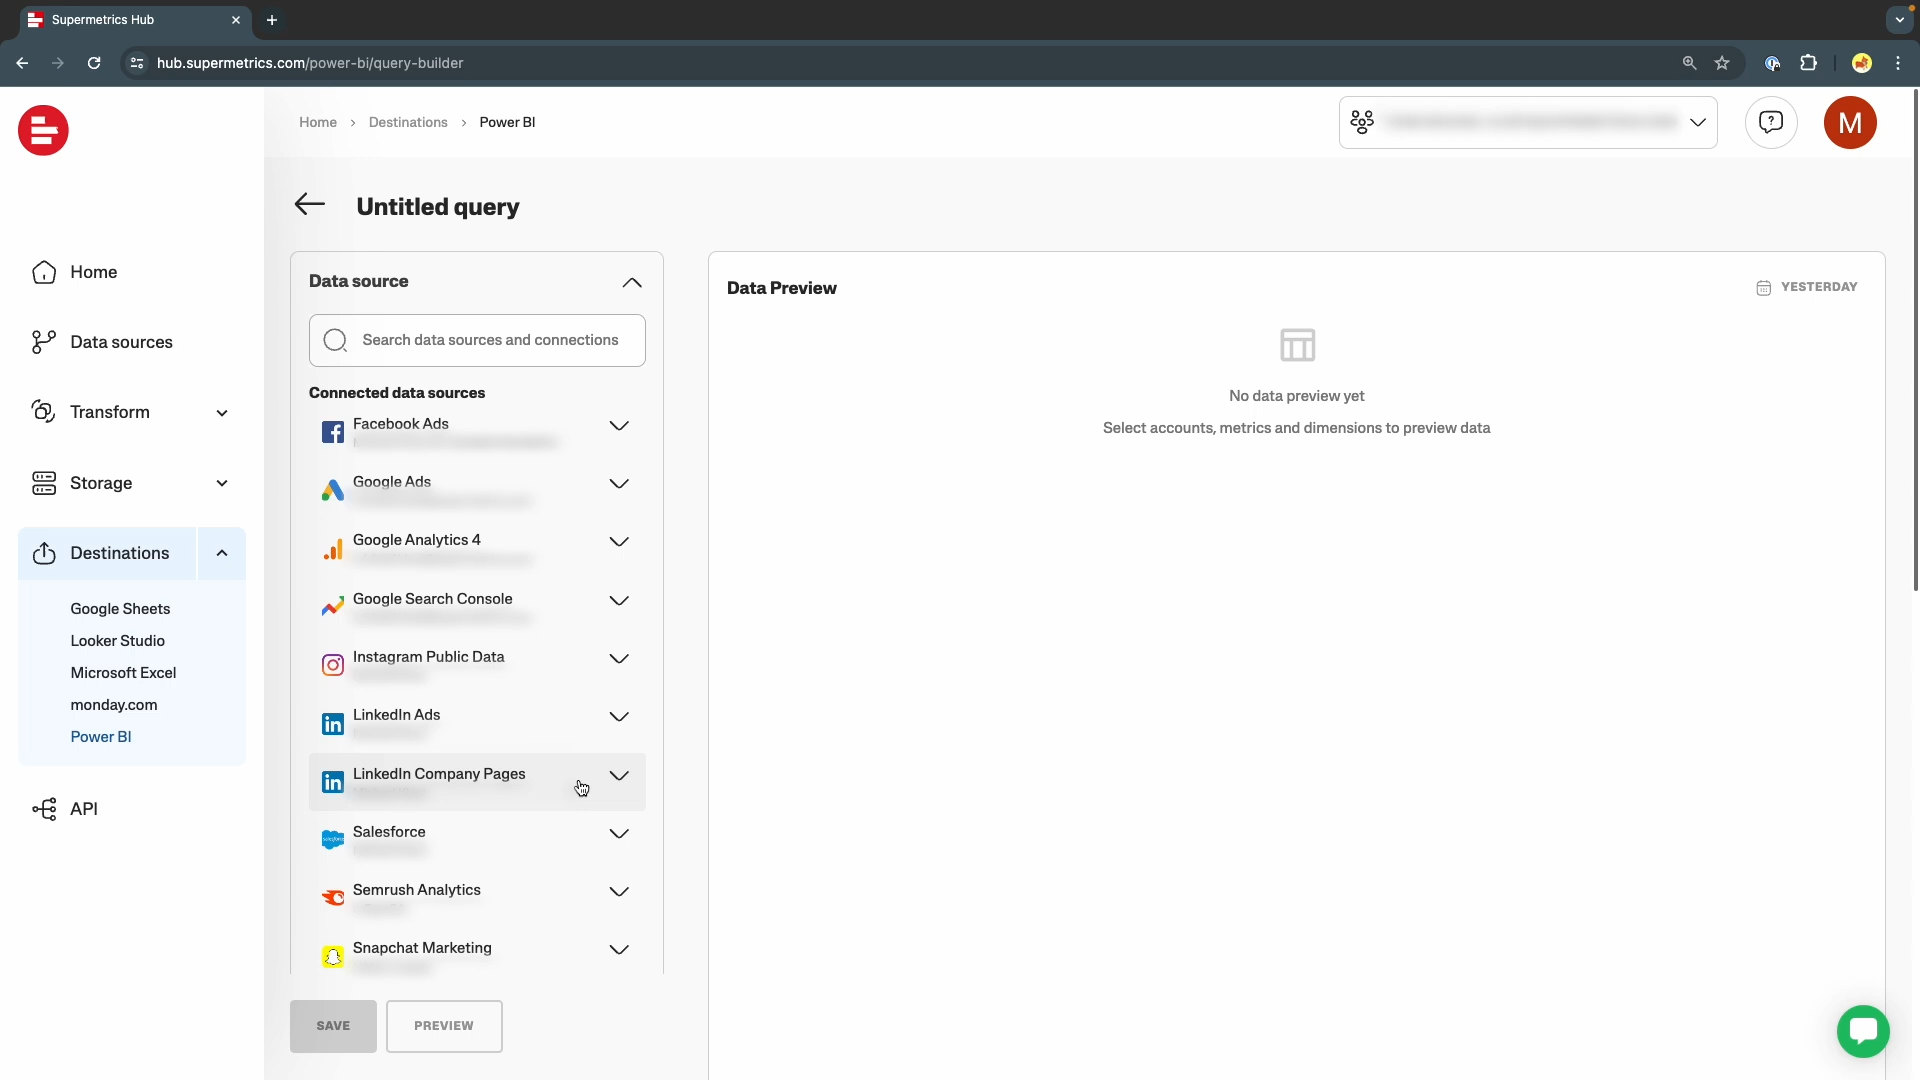 Supermetrics Hub
hub.supermetrics.com/power-bi/query-builder
Home > Destinations > Power BI
M
Untitled query
Home
Data sources
Transform
Storage
Destinations
Google Sheets
Looker Studio
Microsoft Excel
monday.com
Power BI
API
Data source
Search data sources and connections
Connected data sources
Facebook Ads
Google Ads
Google Analytics 4
Google Search Console
Instagram Public Data
LinkedIn Ads
LinkedIn Company Pages
Salesforce
Semrush Analytics
Snapchat Marketing
SAVE
PREVIEW
Data Preview
YESTERDAY
No data preview yet
Select accounts, metrics and dimensions to preview data